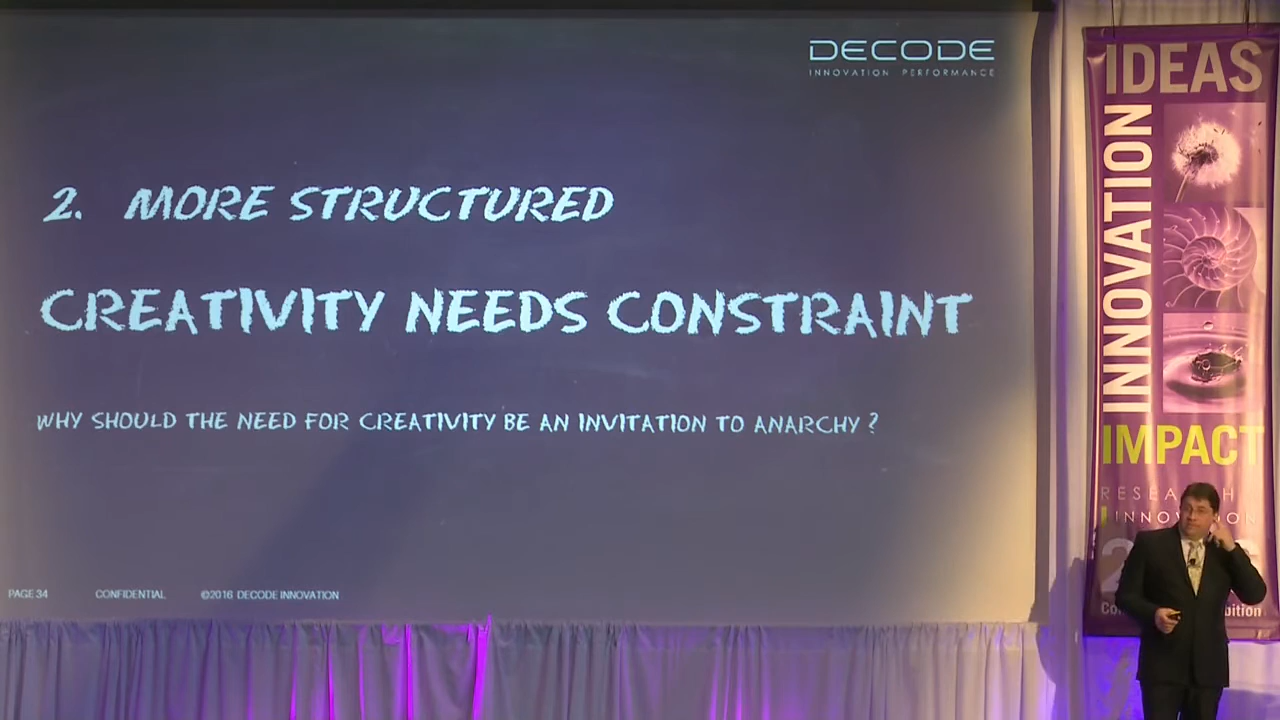 DECODE
INNOVATION PERFORMANCE
2. MORE STRUCTURED
CREATIVITY NEEDS CONSTRAINT
WHY SHOULD THE NEED FOR CREATIVITY BE AN INVITATION TO ANARCHY ?
PAGE 34 CONFIDENTIAL ©2016 DECODE INNOVATION
IDEAS
INNOVATION
IMPACT